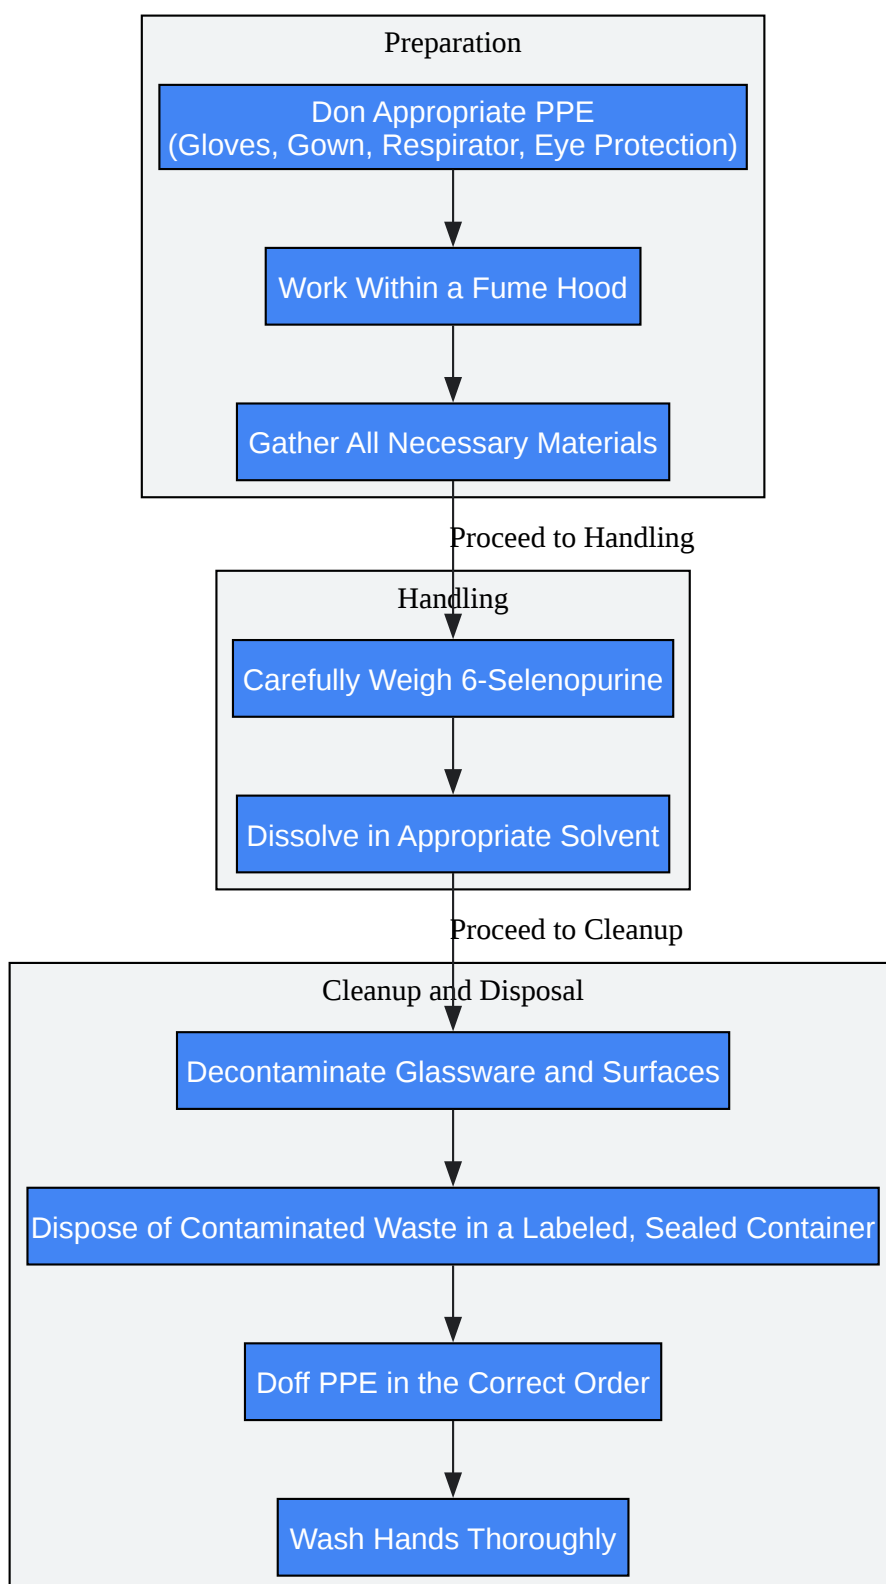 Preparation
Don Appropriate PPE
(Gloves, Gown, Respirator, Eye Protection)
Work Within a Fume Hood
Gather All Necessary Materials
Proceed to Handling
Handling
Carefully Weigh 6-Selenopurine
Dissolve in Appropriate Solvent
Proceed to Cleanup
Cleanup and Disposal
Decontaminate Glassware and Surfaces
Dispose of Contaminated Waste in a Labeled, Sealed Container
Doff PPE in the Correct Order
Wash Hands Thoroughly